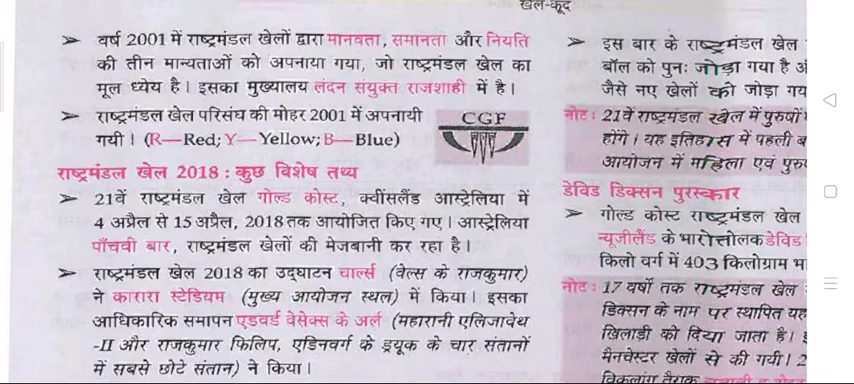 खेल-कूद
➢ वर्ष 2001 में राष्ट्रमंडल खेलों द्वारा मानवता, समानता और नियति
की तीन मान्यताओं को अपनाया गया, जो राष्ट्रमंडल खेल का
मूल ध्येय है। इसका मुख्यालय लंदन संयुक्त राजशाही में है।
➢ राष्ट्रमंडल खेल परिसंघ की मोहर 2001 में अपनायी
गयी। (R—Red; Y—Yellow; B—Blue)
CGF
राष्ट्रमंडल खेल 2018 : कुछ विशेष तथ्य
➢ 21वें राष्ट्रमंडल खेल गोल्ड कोस्ट, क्वींसलैंड आस्ट्रेलिया में
4 अप्रैल से 15 अप्रैल, 2018 तक आयोजित किए गए। आस्ट्रेलिया
पाँचवी बार, राष्ट्रमंडल खेलों की मेजबानी कर रहा है।
➢ राष्ट्रमंडल खेल 2018 का उद्घाटन चार्ल्स (वेल्स के राजकुमार)
ने कारारा स्टेडियम (मुख्य आयोजन स्थल) में किया। इसका
आधिकारिक समापन एडवर्ड वेसेक्स के अर्ल (महारानी एलिजाबेथ
-II और राजकुमार फिलिप, एडिनवर्ग के ड्यूक के चार संतानों
में सबसे छोटे संतान) ने किया।
➢ इस बार के राष्ट्रमंडल खेल
बॉल को पुनः जोड़ा गया है
जैसे नए खेलों को जोड़ा
नोट : 21वें राष्ट्रमंडल खेल में पुरुषों
होंगे। यह इतिहास में पहली
आयोजन में महिला एवं
डेविड डिक्सन पुरस्कार
➢ गोल्ड कोस्ट राष्ट्रमंडल खेल
न्यूजीलैंड के भारोत्तोलक डेविड
किलो वर्ग में 403 किलोग्राम
नोट : 17 वर्षों तक राष्ट्रमंडल खेल
डिक्सन के नाम पर स्थापित यह
खिलाड़ी को दिया जाता है।
मैनचेस्टर खेलों से की गयी।
विकलांग तैराक